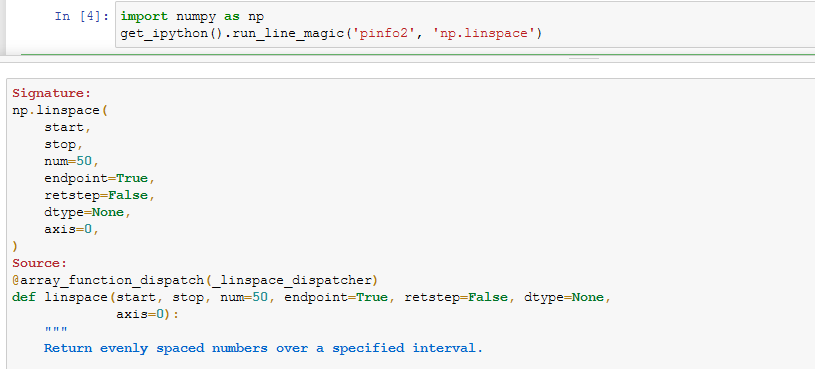 In [4]: import numpy as np
get_ipython().run_line_magic('pinfo2', 'np.linspace')
Signature:
np.linspace(
    start,
    stop,
    num=50,
    endpoint=True,
    retstep=False,
    dtype=None,
    axis=0,
)
Source:
@array_function_dispatch(_linspace_dispatcher)
def linspace(start, stop, num=50, endpoint=True, retstep=False, dtype=None,
             axis=0):
    """
    Return evenly spaced numbers over a specified interval.